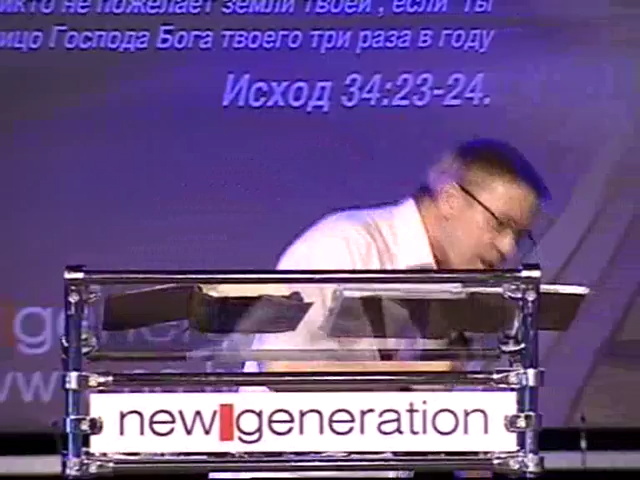 никто не пожелает земли твоей, если ты
лицо Господа Бога твоего три раза в году
Исход 34:23-24.
new generation